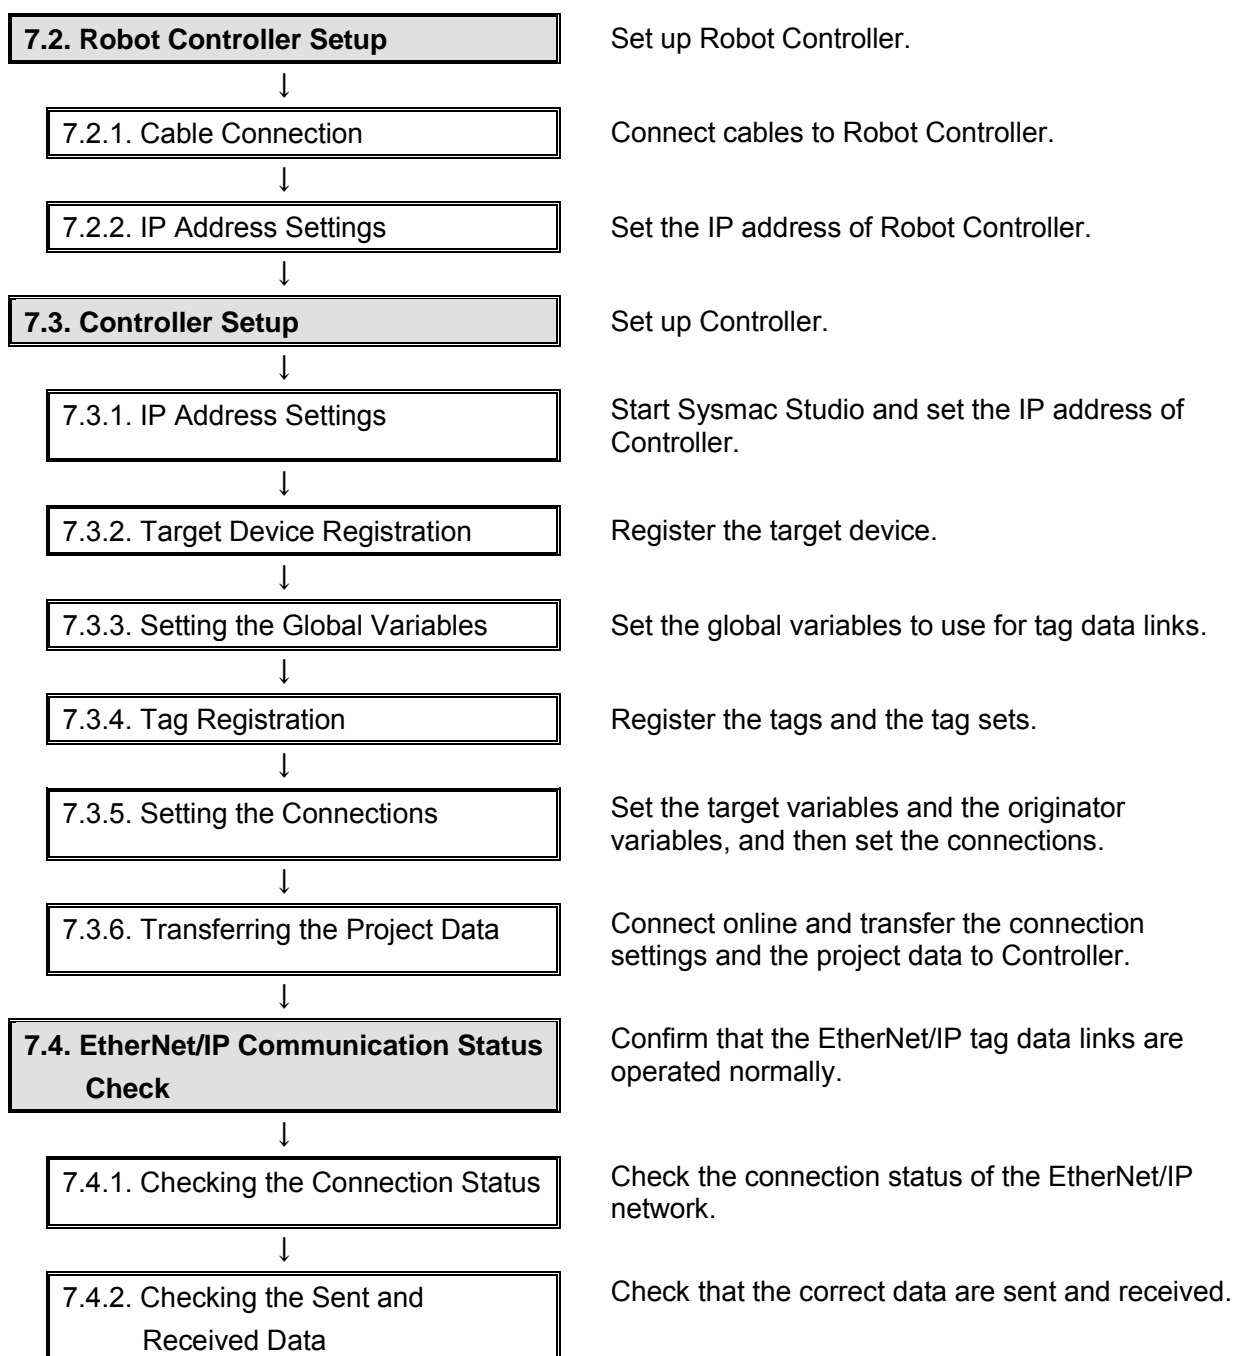 7.2. Robot Controller Setup
Set up Robot Controller.
↓
7.2.1. Cable Connection
Connect cables to Robot Controller.
↓
7.2.2. IP Address Settings
Set the IP address of Robot Controller.
↓
7.3. Controller Setup
Set up Controller.
↓
7.3.1. IP Address Settings
Start Sysmac Studio and set the IP address of
Controller.
↓
7.3.2. Target Device Registration
Register the target device.
↓
7.3.3. Setting the Global Variables
Set the global variables to use for tag data links.
↓
7.3.4. Tag Registration
Register the tags and the tag sets.
↓
7.3.5. Setting the Connections
Set the target variables and the originator
variables, and then set the connections.
↓
7.3.6. Transferring the Project Data
Connect online and transfer the connection
settings and the project data to Controller.
↓
7.4. EtherNet/IP Communication Status
Check
Confirm that the EtherNet/IP tag data links are
operated normally.
↓
7.4.1. Checking the Connection Status
Check the connection status of the EtherNet/IP
network.
↓
7.4.2. Checking the Sent and
Received Data
Check that the correct data are sent and received.